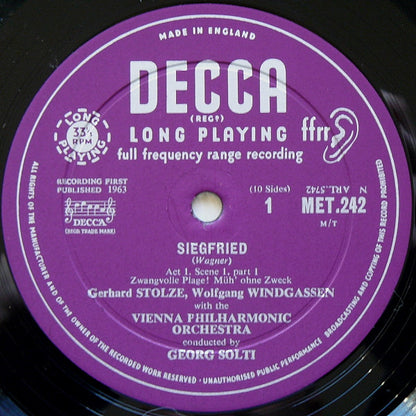 MADE IN ENGLAND
DECCA
(REGD)
LONG PLAYING
33⅓
RPM
LONG PLAYING ffrr
full frequency range recording
RECORDING FIRST
PUBLISHED 1963
DECCA
(REGD. TRADE MARK)
(10 Sides)
1
N ARL.5742
MET.242
M/T
SIEGFRIED
(Wagner)
Act 1, Scene 1, part 1
Zwangvolle Plage! Müh' ohne Zweck
Gerhard STOLZE, Wolfgang WINDGASSEN
with the
VIENNA PHILHARMONIC
ORCHESTRA
conducted by
GEORG SOLTI
ALL RIGHTS OF THE MANUFACTURER AND OF THE OWNER OF THE RECORDED WORK RESERVED · UNAUTHORISED PUBLIC PERFORMANCE, BROADCASTING AND COPYING OF THIS RECORD PROHIBITED